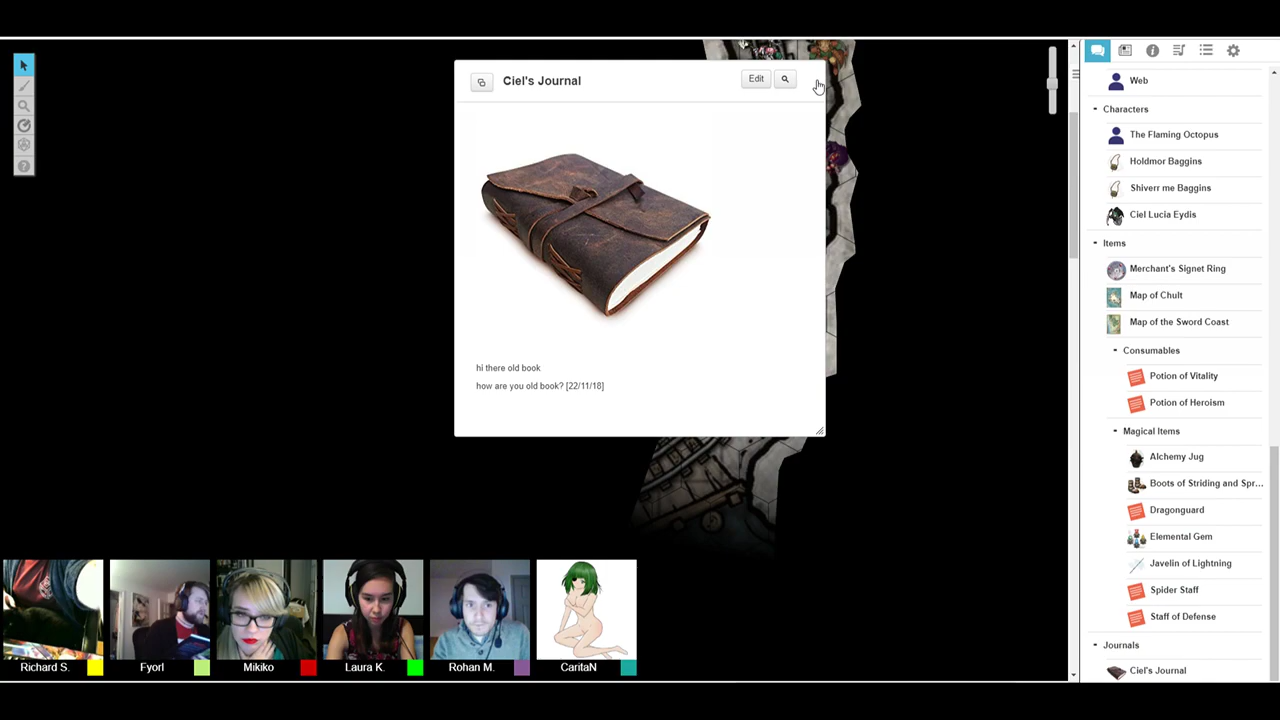 Ciel's Journal
Edit
hi there old book
how are you old book? [22/11/18]
Web
Characters
The Flaming Octopus
Holdmor Baggins
Shiverr me Baggins
Ciel Lucia Eydis
Items
Merchant's Signet Ring
Map of Chult
Map of the Sword Coast
Consumables
Potion of Vitality
Potion of Heroism
Magical Items
Alchemy Jug
Boots of Striding and Spr...
Dragonguard
Elemental Gem
Javelin of Lightning
Spider Staff
Staff of Defense
Journals
Ciel's Journal
Richard S.
Fyorl
Mikiko
Laura K.
Rohan M.
CaritaN